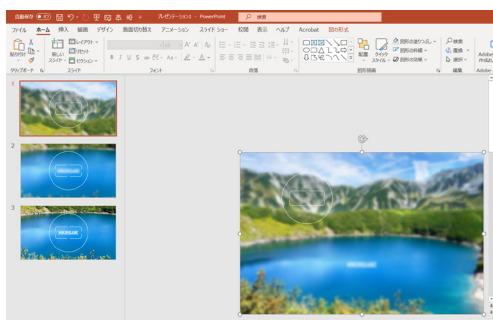 自動保存 オフ プレゼンテーション1 - PowerPoint 検索
ファイル ホーム 挿入 描画 デザイン 画面切り替え アニメーション スライド ショー 校閲 表示 ヘルプ Acrobat 図の形式
貼り付け 新しい スライド レイアウト リセット セクション B I U S 配置 クイック スタイル 図形の塗りつぶし 図形の枠線 図形の効果 検索 置換 選択 Adobe
クリップボード スライド フォント 段落 図形描画 編集 Adobe
1
2
3